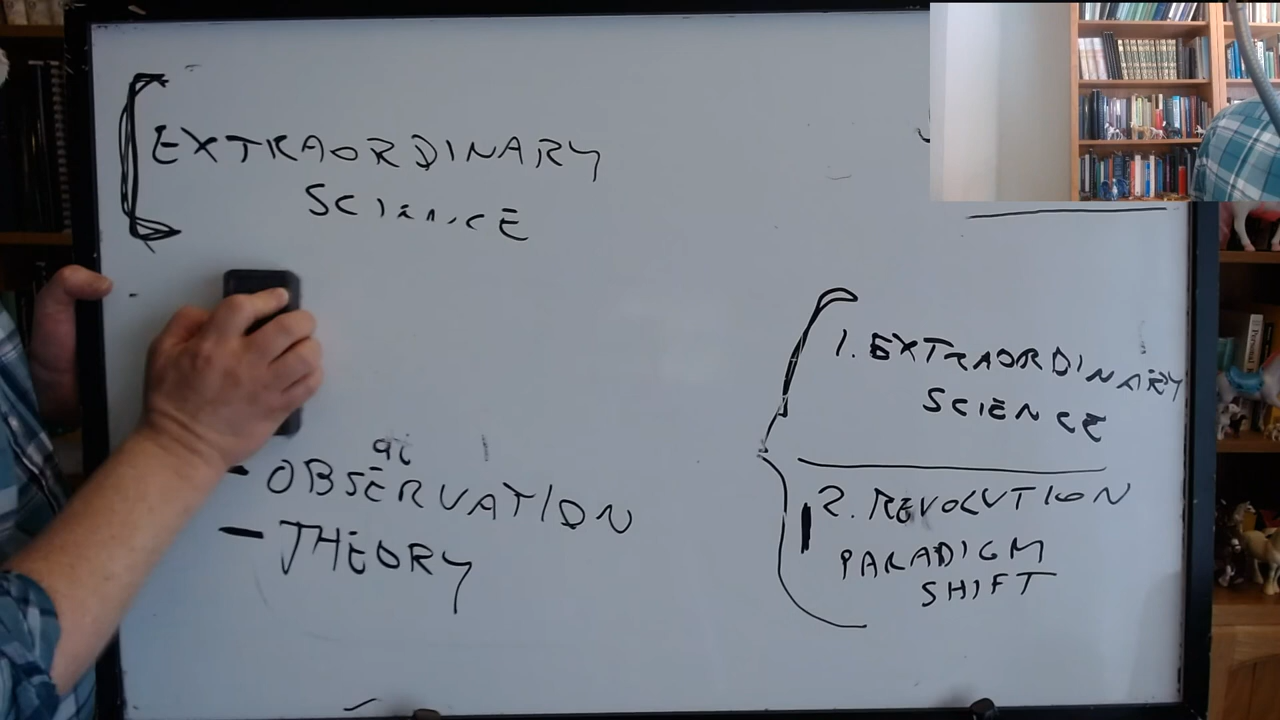 EXTRAORDINARY
SCIENCE
- OBSERVATION
- THEORY
1. EXTRAORDINARY
SCIENCE
2. REVOLUTION
PARADIGM
SHIFT